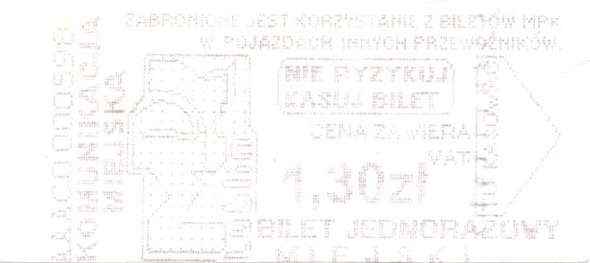 ZABRONIONE JEST KORZYSTANIE Z BILETÓW MPK
W POJAZDACH INNYCH PRZEWOŹNIKÓW.
KOMUNIKACJA
MIEJSKA
NIE RYZYKUJ
KASUJ BILET
CENA ZAWIERA
VAT
1,30zł
BILET JEDNORAZOWY
MIEJSKI